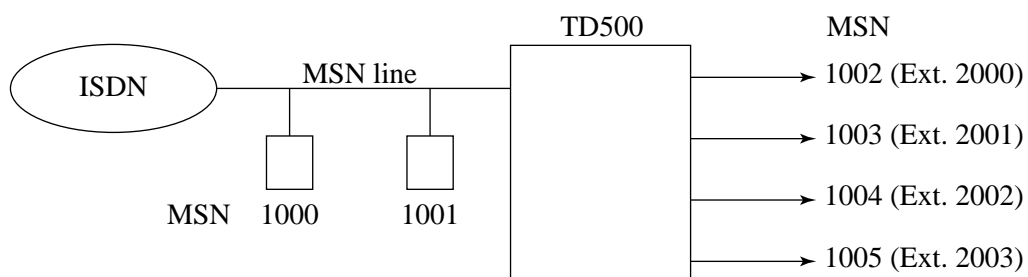 TD500
MSN
ISDN
MSN line
1002 (Ext. 2000)
1003 (Ext. 2001)
1004 (Ext. 2002)
MSN 1000 1001
1005 (Ext. 2003)